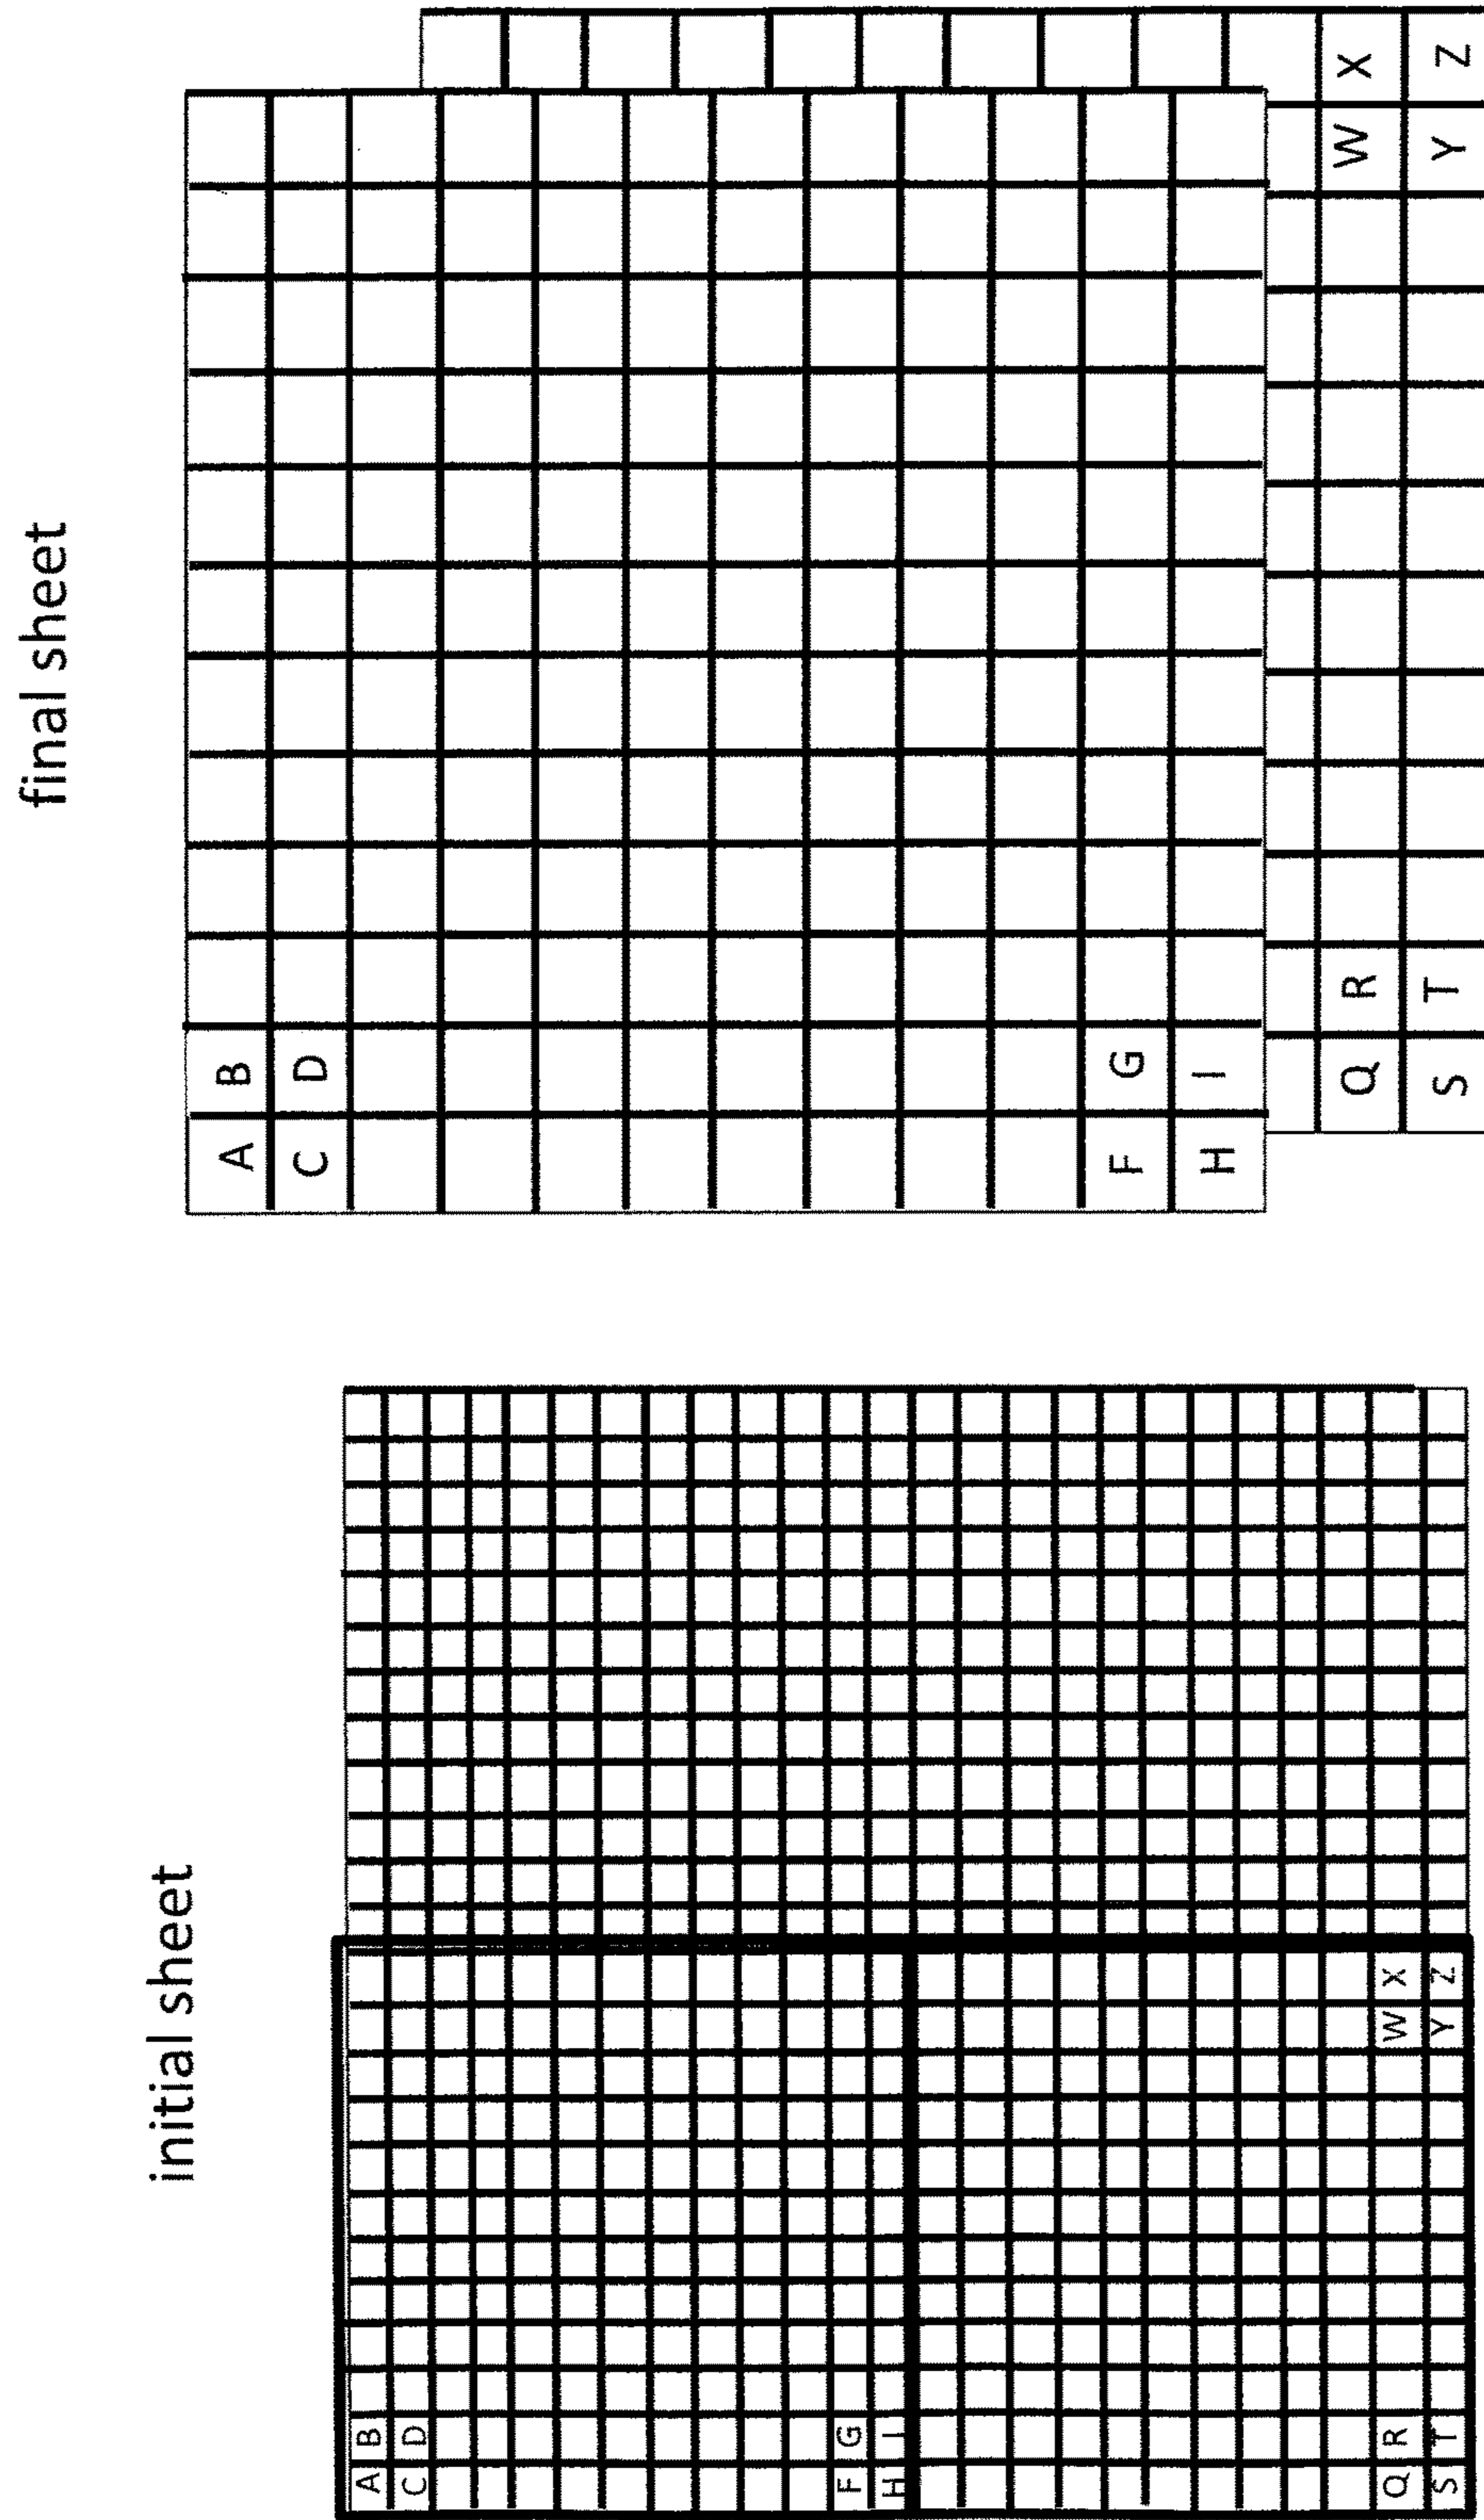 initial sheet
A B
C D
F G
H I
Q R W X
S T Y Z
final sheet
A B
C D
F G
H I
Q R W X
S T Y Z